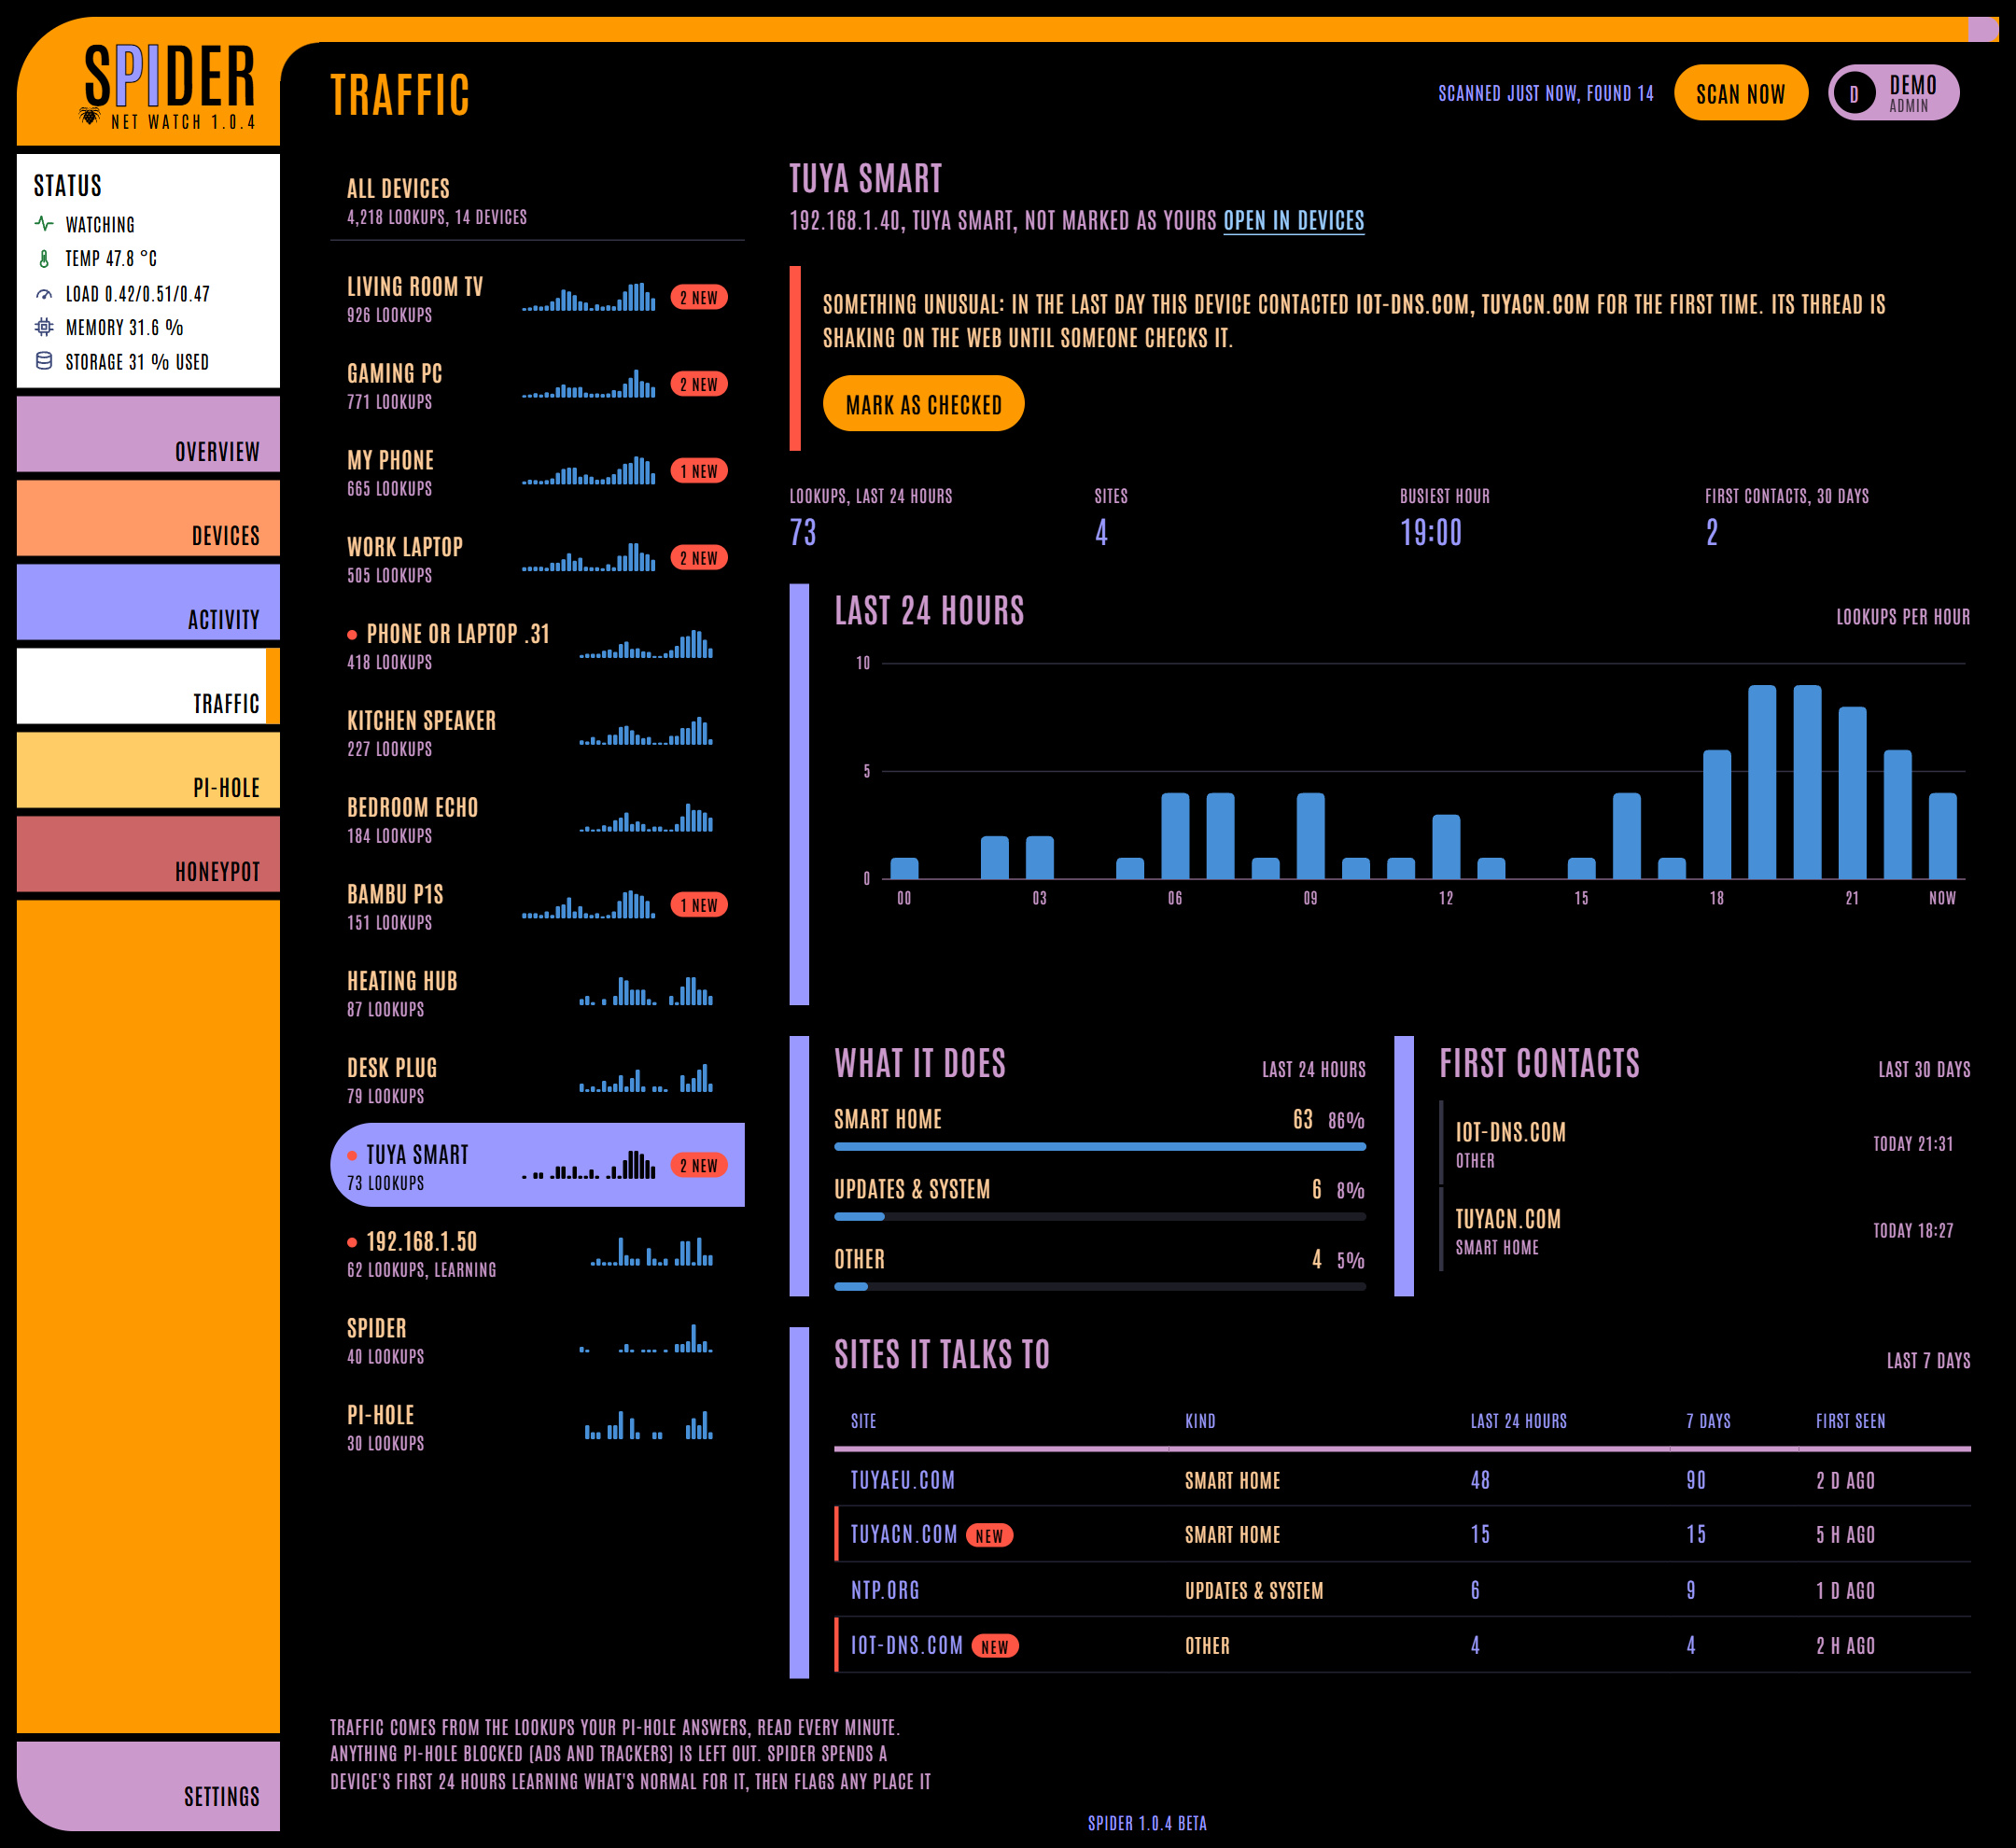 SPIDER
NET WATCH 1.0.4
TRAFFIC
SCANNED JUST NOW, FOUND 14
SCAN NOW
D
DEMO
ADMIN
STATUS
WATCHING
TEMP 47.8 °C
LOAD 0.42/0.51/0.47
MEMORY 31.6 %
STORAGE 31 % USED
OVERVIEW
DEVICES
ACTIVITY
TRAFFIC
PI-HOLE
HONEYPOT
SETTINGS
ALL DEVICES
4,218 LOOKUPS, 14 DEVICES
LIVING ROOM TV
926 LOOKUPS
2 NEW
GAMING PC
771 LOOKUPS
2 NEW
MY PHONE
665 LOOKUPS
1 NEW
WORK LAPTOP
505 LOOKUPS
2 NEW
PHONE OR LAPTOP .31
418 LOOKUPS
KITCHEN SPEAKER
227 LOOKUPS
BEDROOM ECHO
184 LOOKUPS
BAMBU P1S
151 LOOKUPS
1 NEW
HEATING HUB
87 LOOKUPS
DESK PLUG
79 LOOKUPS
TUYA SMART
73 LOOKUPS
2 NEW
192.168.1.50
62 LOOKUPS, LEARNING
SPIDER
40 LOOKUPS
PI-HOLE
30 LOOKUPS
TUYA SMART
192.168.1.40, TUYA SMART, NOT MARKED AS YOURS OPEN IN DEVICES
SOMETHING UNUSUAL: IN THE LAST DAY THIS DEVICE CONTACTED IOT-DNS.COM, TUYACN.COM FOR THE FIRST TIME. ITS THREAD IS
SHAKING ON THE WEB UNTIL SOMEONE CHECKS IT.
MARK AS CHECKED
LOOKUPS, LAST 24 HOURS
73
SITES
4
BUSIEST HOUR
19:00
FIRST CONTACTS, 30 DAYS
2
LAST 24 HOURS
LOOKUPS PER HOUR
10
5
0
00 03 06 09 12 15 18 21 NOW
WHAT IT DOES
LAST 24 HOURS
SMART HOME 63 86%
UPDATES & SYSTEM 6 8%
OTHER 4 5%
FIRST CONTACTS
LAST 30 DAYS
IOT-DNS.COM
OTHER
TODAY 21:31
TUYACN.COM
SMART HOME
TODAY 18:27
SITES IT TALKS TO
LAST 7 DAYS
SITE KIND LAST 24 HOURS 7 DAYS FIRST SEEN
TUYAEU.COM SMART HOME 48 90 2 D AGO
TUYACN.COM NEW SMART HOME 15 15 5 H AGO
NTP.ORG UPDATES & SYSTEM 6 9 1 D AGO
IOT-DNS.COM NEW OTHER 4 4 2 H AGO
TRAFFIC COMES FROM THE LOOKUPS YOUR PI-HOLE ANSWERS, READ EVERY MINUTE.
ANYTHING PI-HOLE BLOCKED (ADS AND TRACKERS) IS LEFT OUT. SPIDER SPENDS A
DEVICE'S FIRST 24 HOURS LEARNING WHAT'S NORMAL FOR IT, THEN FLAGS ANY PLACE IT
SPIDER 1.0.4 BETA